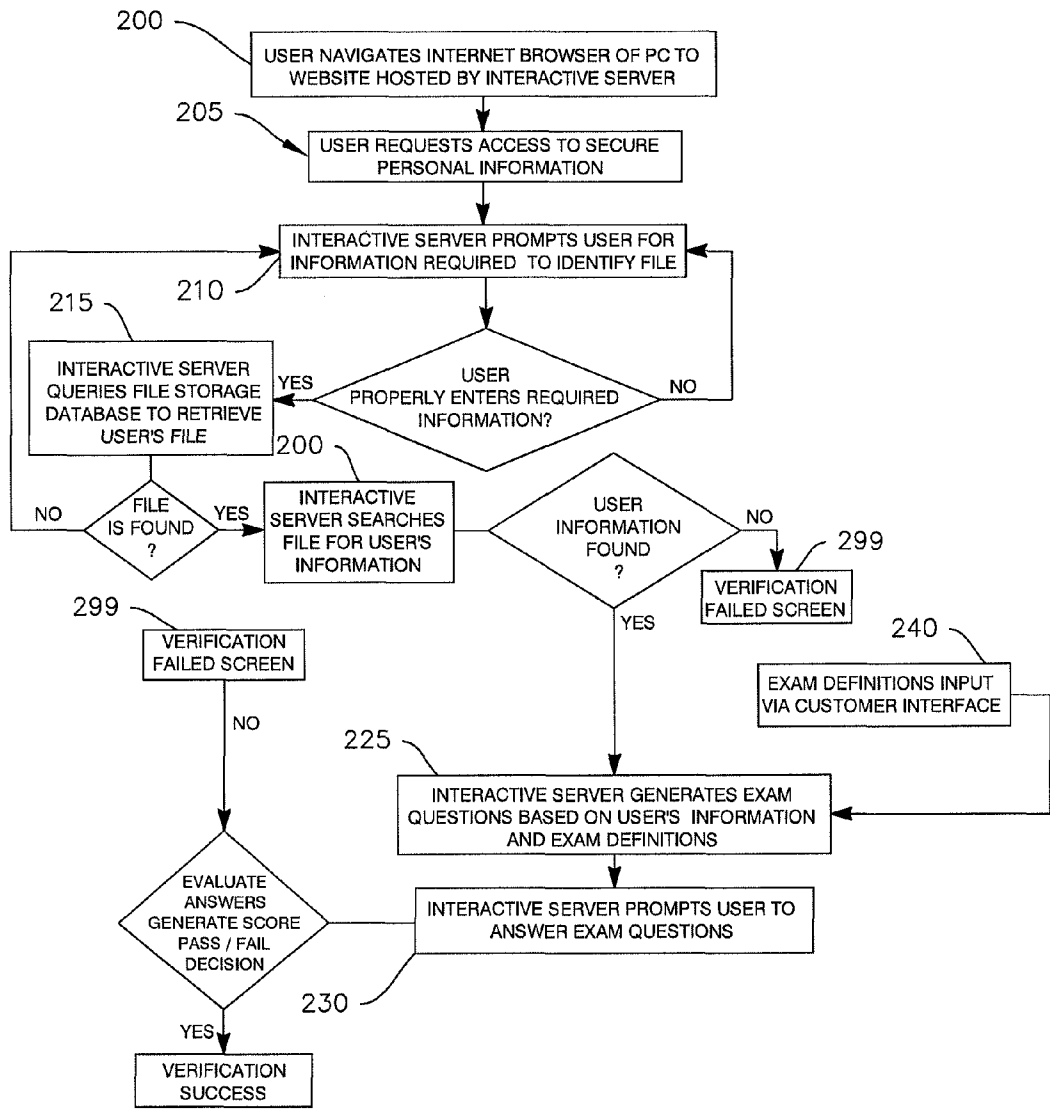 200
USER NAVIGATES INTERNET BROWSER OF PC TO
WEBSITE HOSTED BY INTERACTIVE SERVER
205
USER REQUESTS ACCESS TO SECURE
PERSONAL INFORMATION
INTERACTIVE SERVER PROMPTS USER FOR
INFORMATION REQUIRED TO IDENTIFY FILE
210
215
INTERACTIVE SERVER
QUERIES FILE STORAGE
DATABASE TO RETRIEVE
USER'S FILE
YES
USER
PROPERLY ENTERS REQUIRED
INFORMATION?
NO
200
NO
FILE
IS FOUND
?
YES
INTERACTIVE
SERVER SEARCHES
FILE FOR USER'S
INFORMATION
USER
INFORMATION
FOUND
?
NO
299
VERIFICATION
FAILED SCREEN
YES
299
VERIFICATION
FAILED SCREEN
NO
240
EXAM DEFINITIONS INPUT
VIA CUSTOMER INTERFACE
225
INTERACTIVE SERVER GENERATES EXAM
QUESTIONS BASED ON USER'S INFORMATION
AND EXAM DEFINITIONS
EVALUATE
ANSWERS
GENERATE SCORE
PASS / FAIL
DECISION
INTERACTIVE SERVER PROMPTS USER TO
ANSWER EXAM QUESTIONS
230
YES
VERIFICATION
SUCCESS